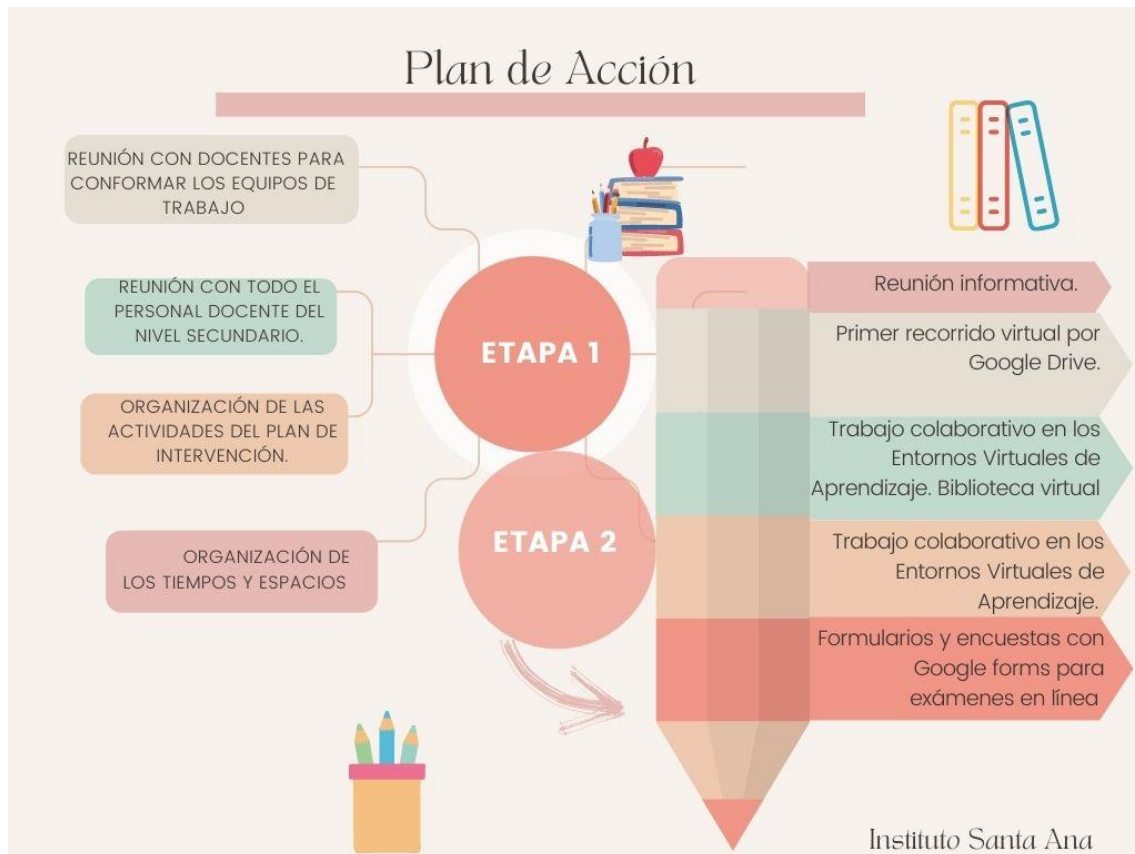 Plan de Acción
REUNIÓN CON DOCENTES PARA
CONFORMAR LOS EQUIPOS DE
TRABAJO
REUNIÓN CON TODO EL
PERSONAL DOCENTE DEL
NIVEL SECUNDARIO.
ORGANIZACIÓN DE LAS
ACTIVIDADES DEL PLAN DE
INTERVENCIÓN.
ORGANIZACIÓN DE
LOS TIEMPOS Y ESPACIOS
ETAPA 1
ETAPA 2
Reunión informativa.
Primer recorrido virtual por
Google Drive.
Trabajo colaborativo en los
Entornos Virtuales de
Aprendizaje. Biblioteca virtual
Trabajo colaborativo en los
Entornos Virtuales de
Aprendizaje.
Formularios y encuestas con
Google forms para
exámenes en línea
Instituto Santa Ana